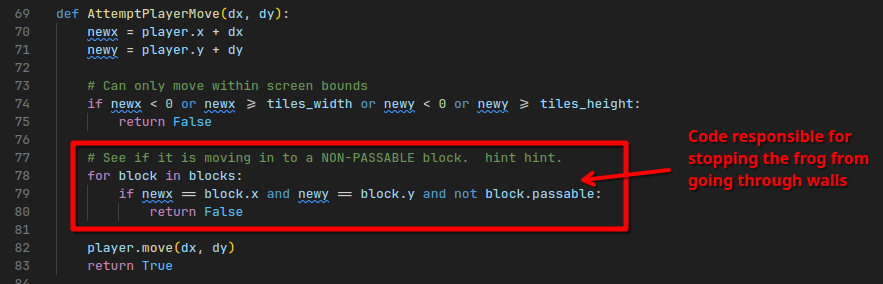 69 def AttemptPlayerMove(dx, dy):
70 newx = player.x + dx
71 newy = player.y + dy
72
73 # Can only move within screen bounds
74 if newx < 0 or newx ⩾ tiles_width or newy < 0 or newy ⩾ tiles_height:
75 return False
76
77 # See if it is moving in to a NON-PASSABLE block.  hint hint.
78 for block in blocks:
79 if newx == block.x and newy == block.y and not block.passable:
80 return False
81
82 player.move(dx, dy)
83 return True
84
Code responsible for
stopping the frog from
going through walls